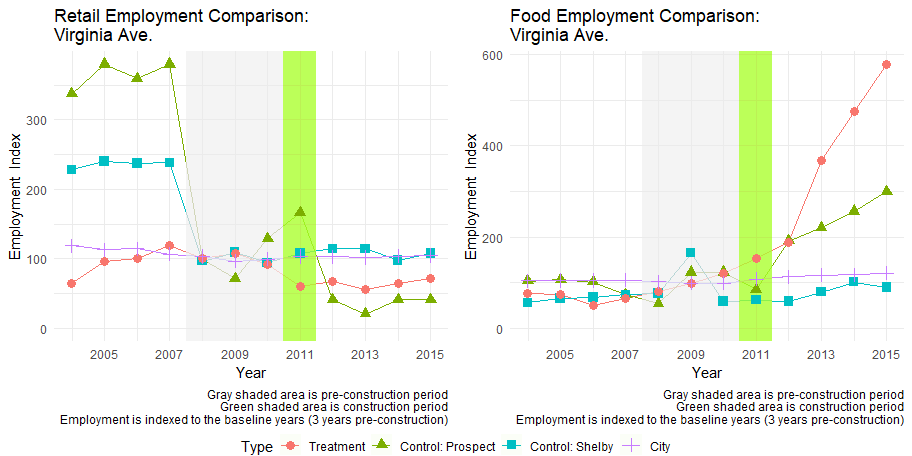 Retail Employment Comparison:
Virginia Ave.
Employment Index
300
200
100
0
2005 2007 2009 2011 2013 2015
Year
Gray shaded area is pre-construction period
Green shaded area is construction period
Employment is indexed to the baseline years (3 years pre-construction)
Food Employment Comparison:
Virginia Ave.
Employment Index
600
400
200
0
2005 2007 2009 2011 2013 2015
Year
Gray shaded area is pre-construction period
Green shaded area is construction period
Employment is indexed to the baseline years (3 years pre-construction)
Type Treatment Control: Prospect Control: Shelby City